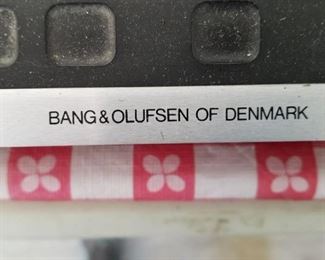 BANG & OLUFSEN OF DENMARK